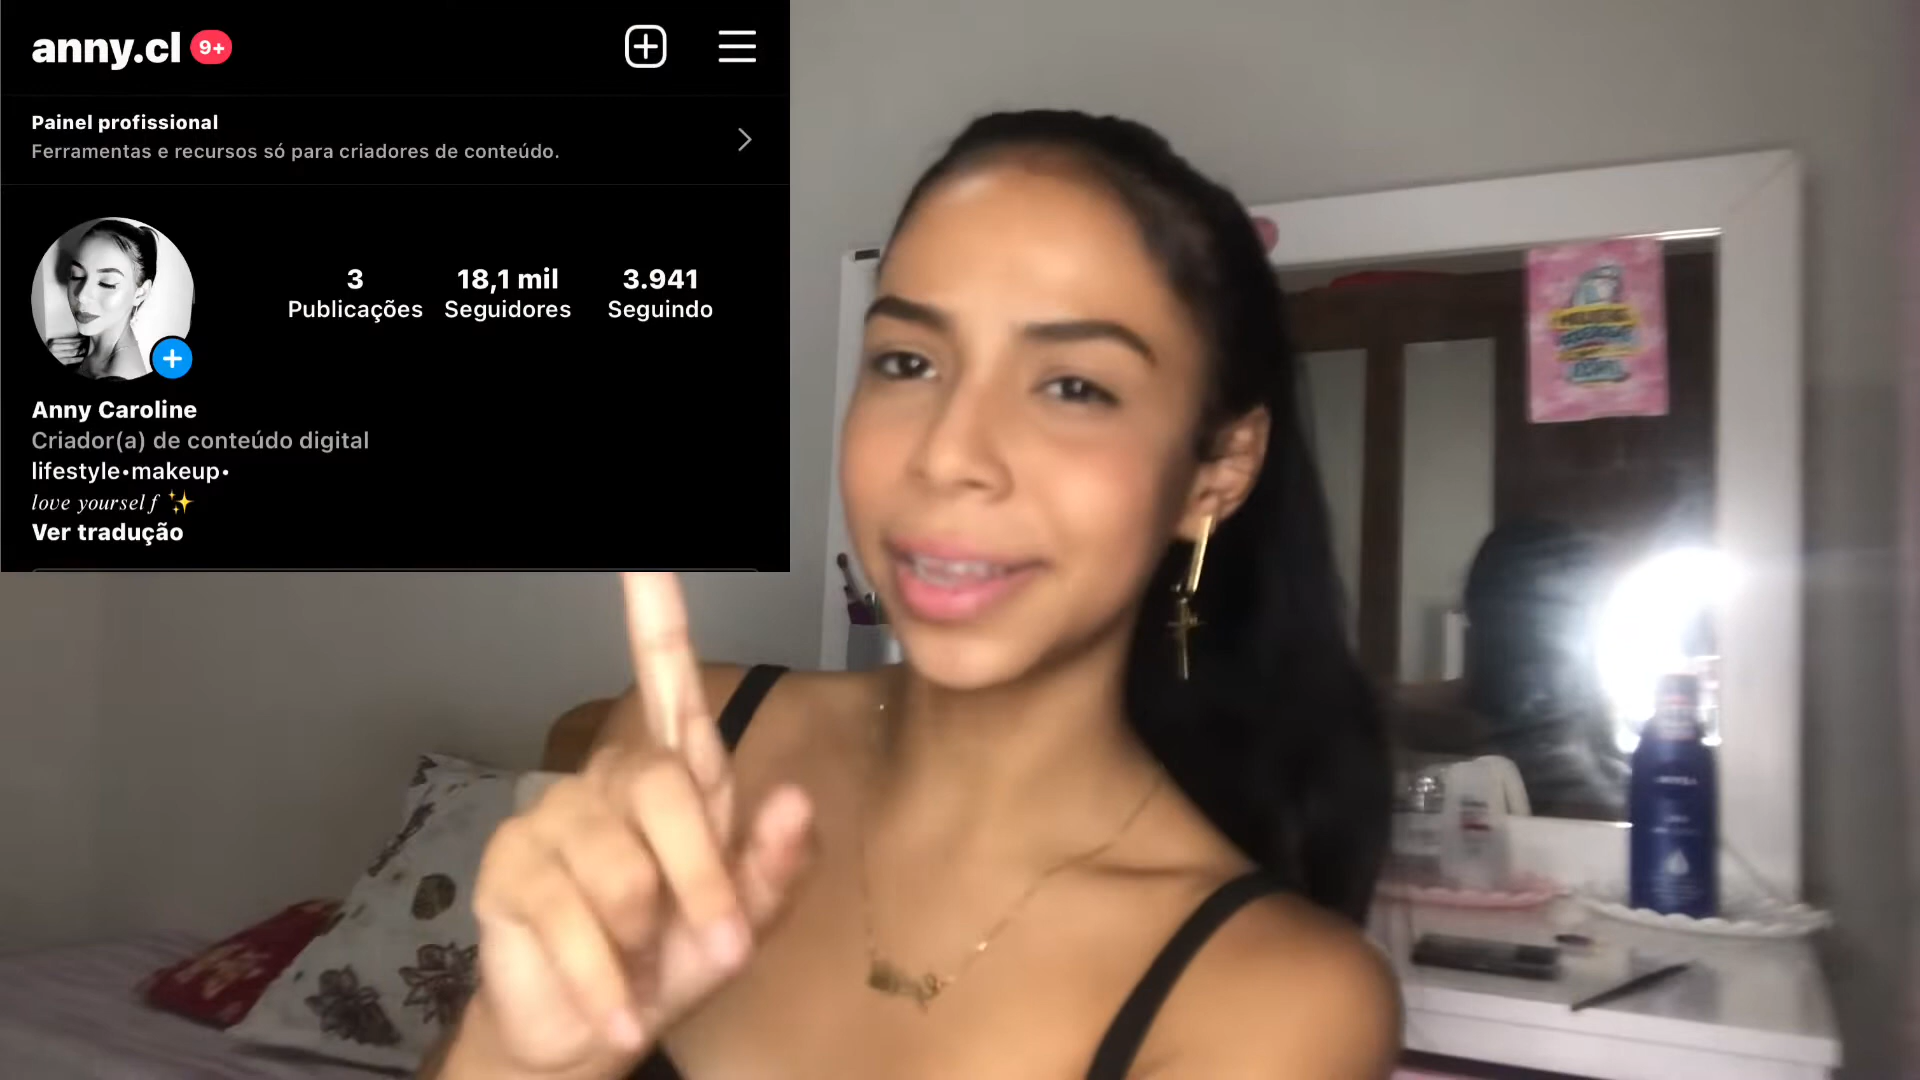 anny.cl 9+
Painel profissional
Ferramentas e recursos só para criadores de conteúdo.
3 18,1 mil 3.941
Publicações Seguidores Seguindo
Anny Caroline
Criador(a) de conteúdo digital
lifestyle•makeup•
love yourself ✨
Ver tradução
NIVEA